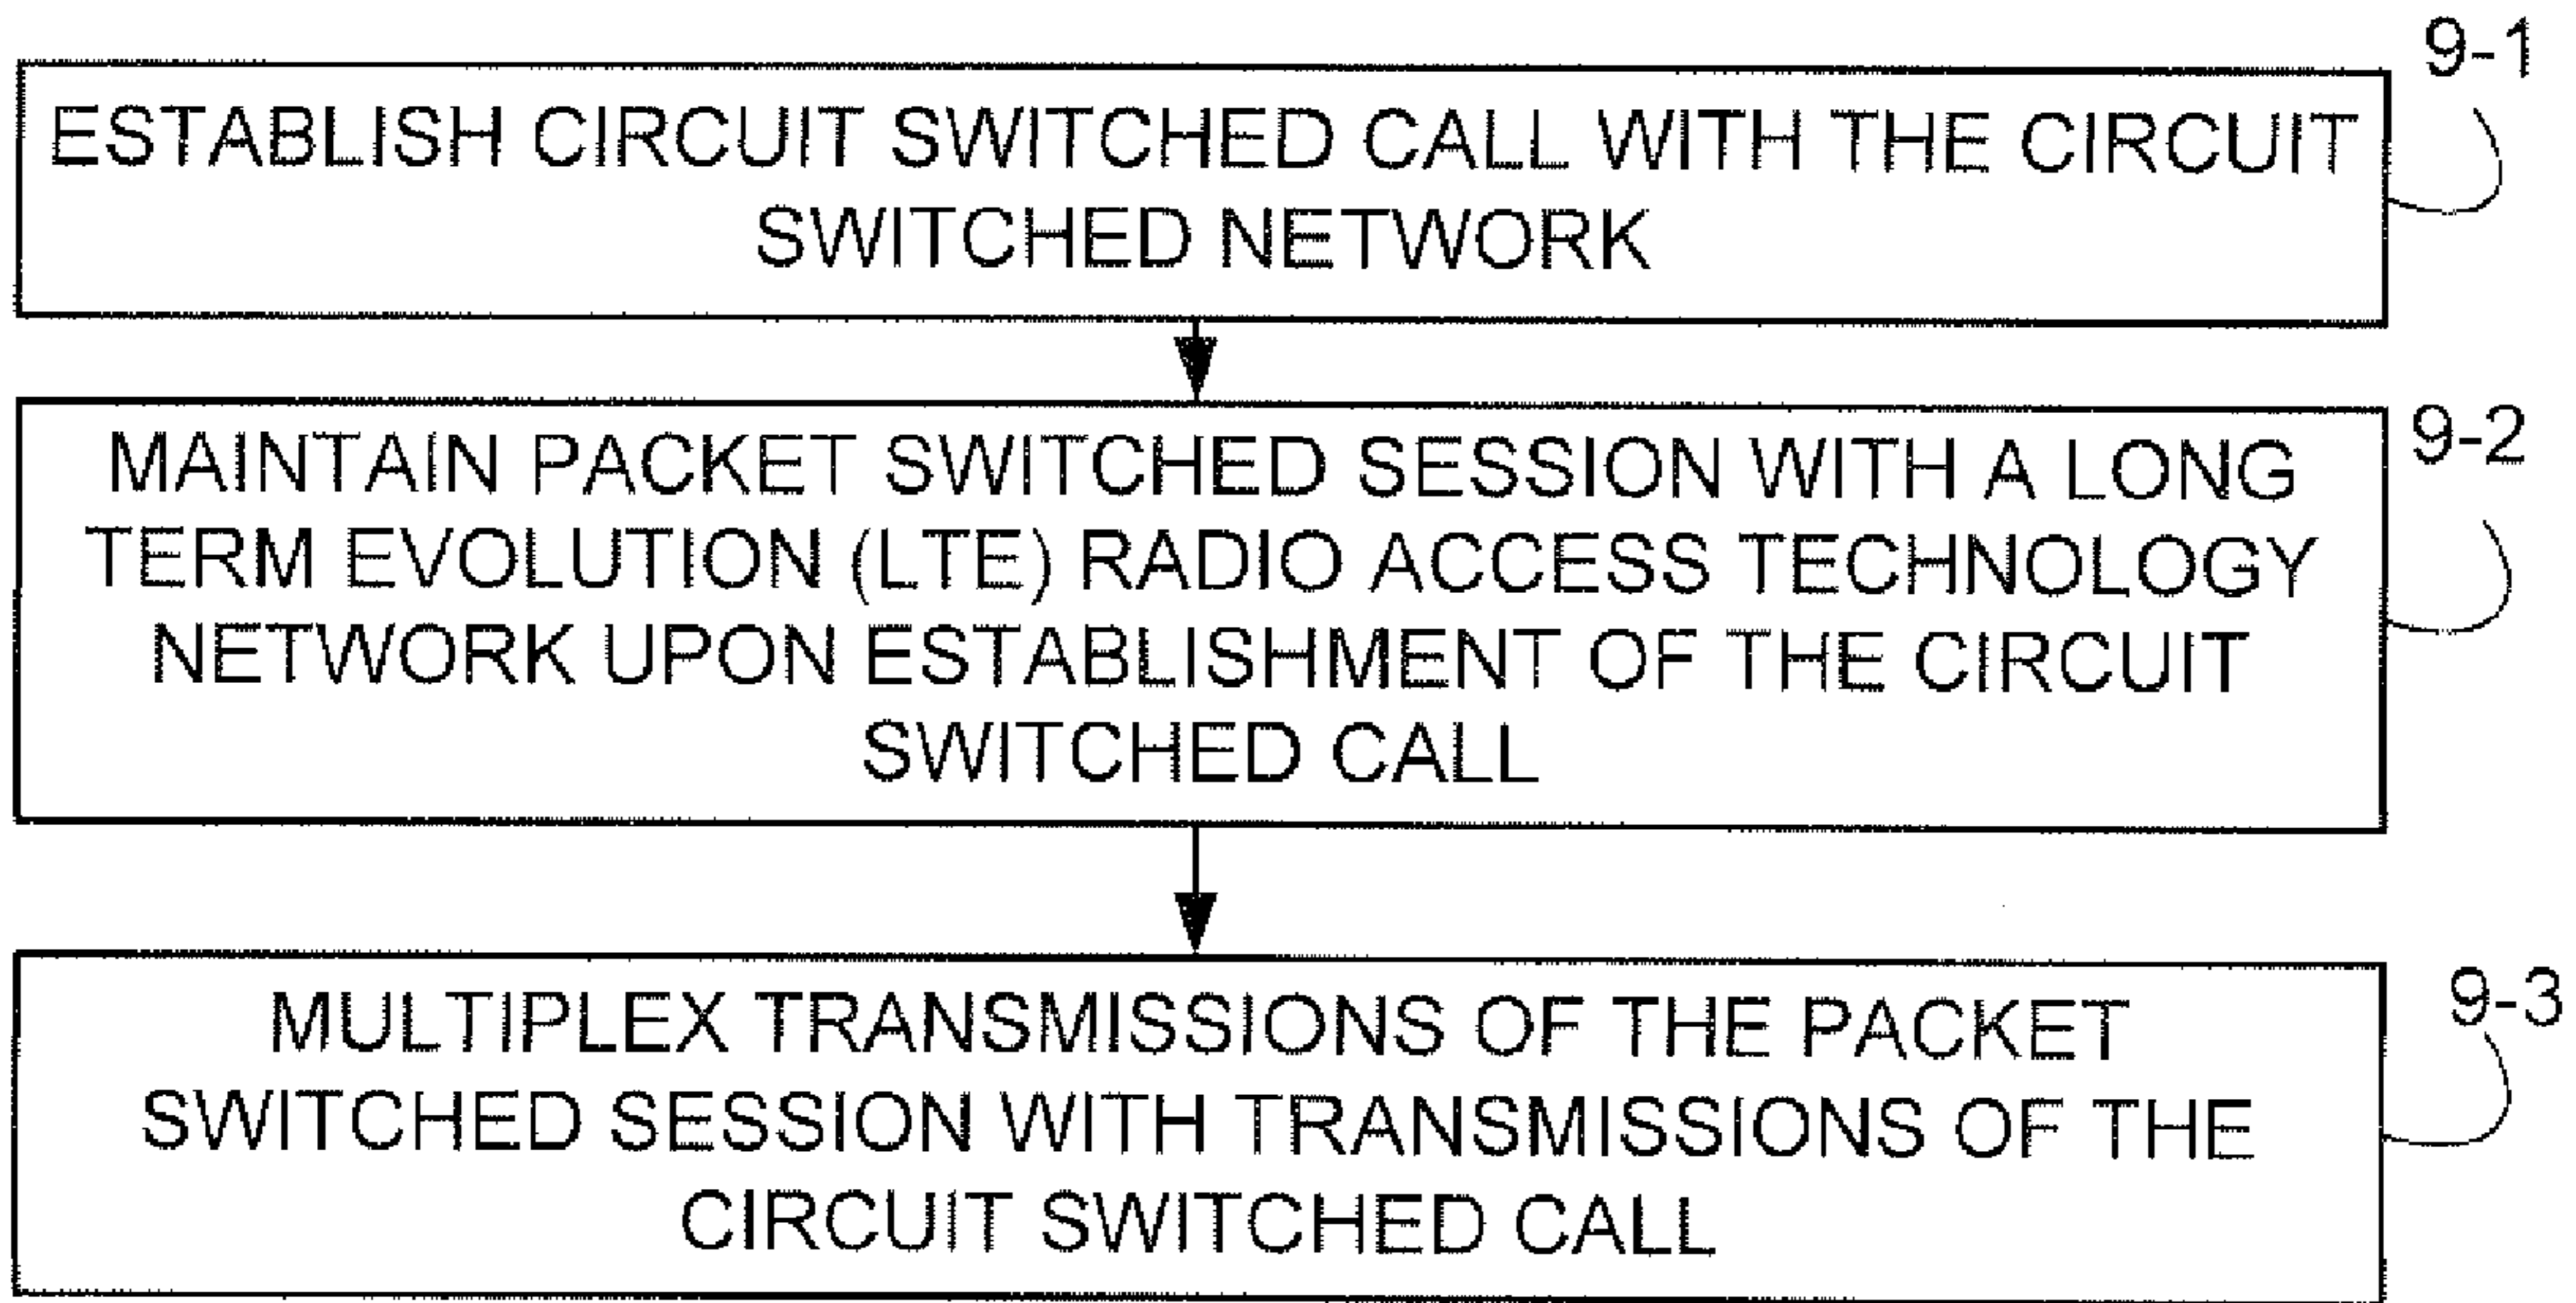 9-1
ESTABLISH CIRCUIT SWITCHED CALL WITH THE CIRCUIT
SWITCHED NETWORK
9-2
MAINTAIN PACKET SWITCHED SESSION WITH A LONG
TERM EVOLUTION (LTE) RADIO ACCESS TECHNOLOGY
NETWORK UPON ESTABLISHMENT OF THE CIRCUIT
SWITCHED CALL
9-3
MULTIPLEX TRANSMISSIONS OF THE PACKET
SWITCHED SESSION WITH TRANSMISSIONS OF THE
CIRCUIT SWITCHED CALL